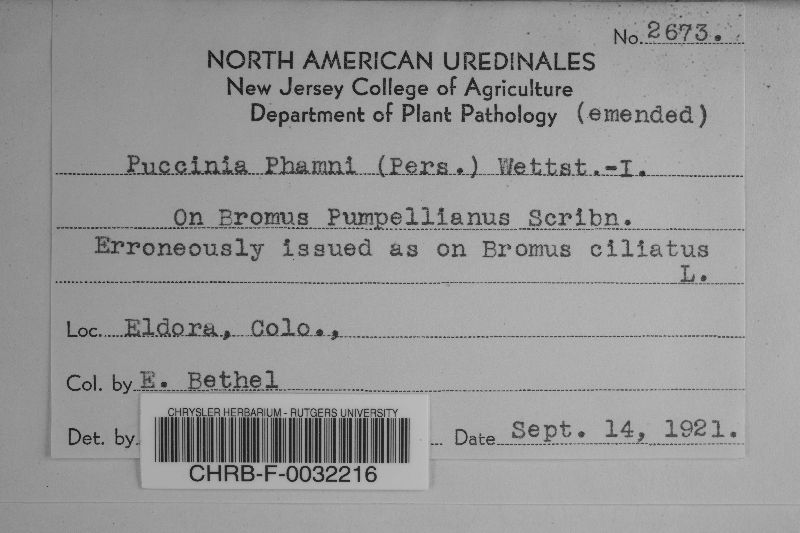 No. 2673.
NORTH AMERICAN UREDINALES
New Jersey College of Agriculture
Department of Plant Pathology (emended)
Puccinia Phamni (Pers.) Wettst.-I.
On Bromus Pumpellianus Scribn.
Erroneously issued as on Bromus ciliatus
L.
Loc. Eldora, Colo.,
Col. by E. Bethel
Det. by
Date Sept. 14, 1921.
CHRYSLER HERBARIUM - RUTGERS UNIVERSITY
CHRB-F-0032216